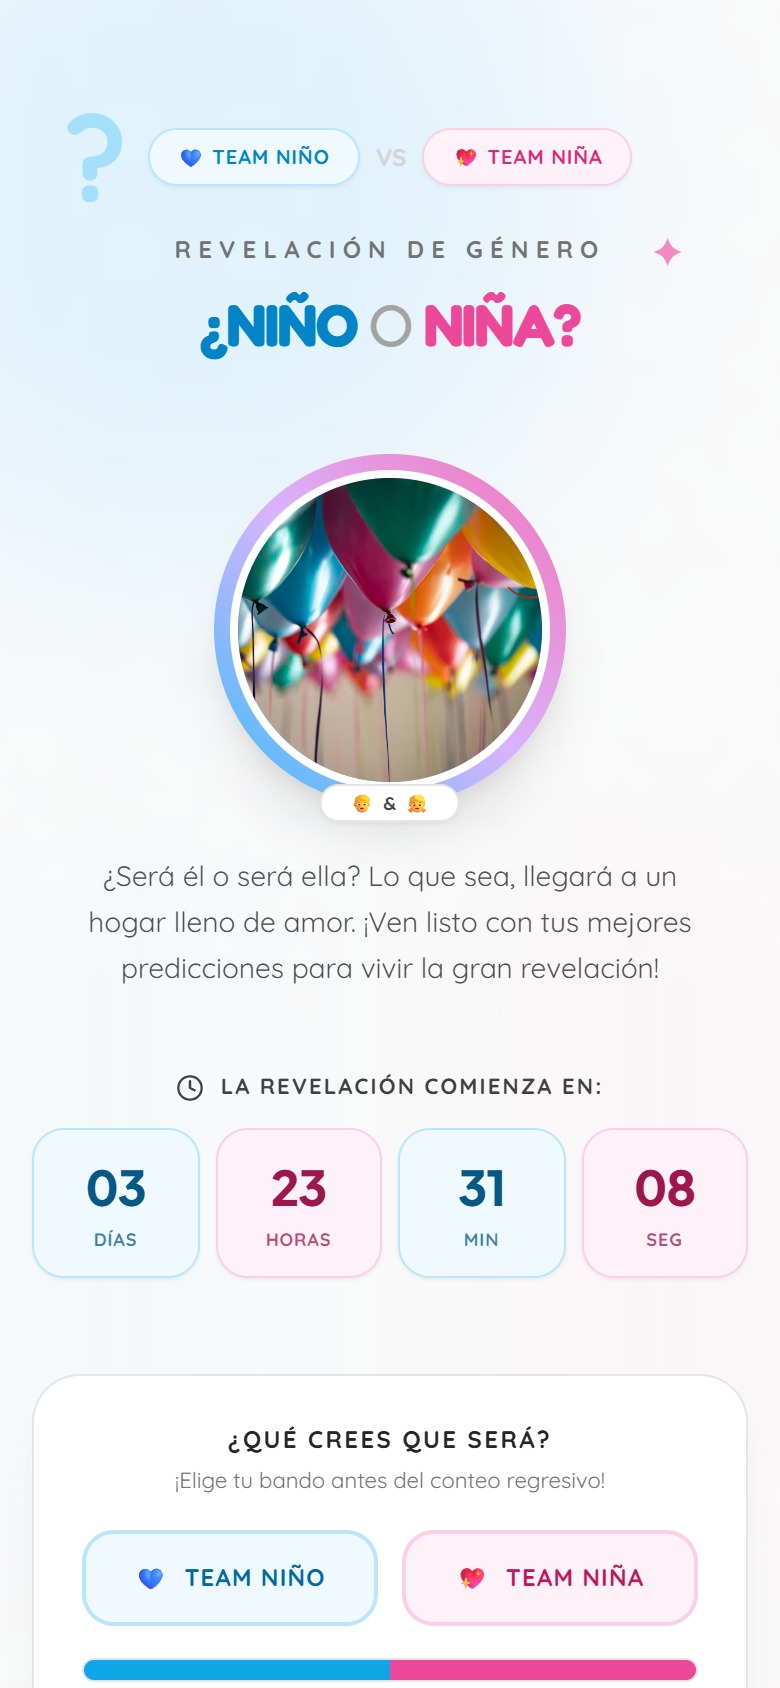 ?
💙 TEAM NIÑO VS 💖 TEAM NIÑA
REVELACIÓN DE GÉNERO
¿NIÑO O NIÑA?
👦 & 👧
¿Será él o será ella? Lo que sea, llegará a un
hogar lleno de amor. ¡Ven listo con tus mejores
predicciones para vivir la gran revelación!
LA REVELACIÓN COMIENZA EN:
03 23 31 08
DÍAS HORAS MIN SEG
¿QUÉ CREES QUE SERÁ?
¡Elige tu bando antes del conteo regresivo!
💙 TEAM NIÑO 💖 TEAM NIÑA